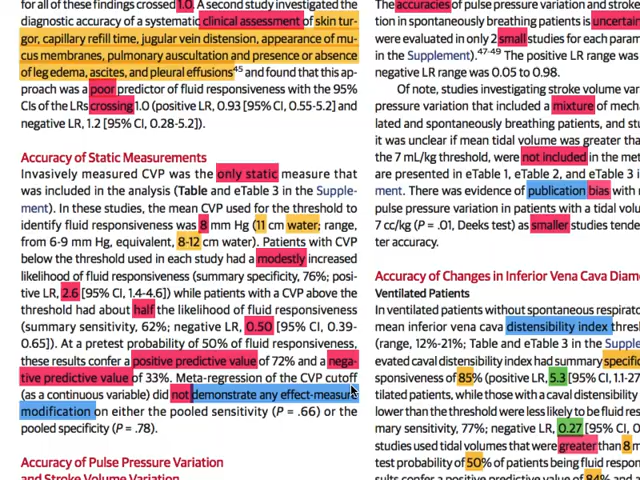 for all of these findings crossed 1.0. A second study investigated the
diagnostic accuracy of a systematic clinical assessment of skin tur-
gor, capillary refill time, jugular vein distension, appearance of mu-
cus membranes, pulmonary auscultation and presence or absence
of leg edema, ascites, and pleural effusions45 and found that this ap-
proach was a poor predictor of fluid responsiveness with the 95%
CIs of the LRs crossing 1.0 (positive LR, 0.93 [95% CI, 0.55-5.2] and
negative LR, 1.2 [95% CI, 0.28-5.2]).
Accuracy of Static Measurements
Invasively measured CVP was the only static measure that
was included in the analysis (Table and eTable 3 in the Supple-
ment). In these studies, the mean CVP used for the threshold to
identify fluid responsiveness was 8 mm Hg (11 cm water; range,
from 6-9 mm Hg, equivalent, 8-12 cm water). Patients with CVP
below the threshold used in each study had a modestly increased
likelihood of fluid responsiveness (summary specificity, 76%; posi-
tive LR, 2.6 [95% CI, 1.4-4.6]) while patients with a CVP above the
threshold had about half the likelihood of fluid responsiveness
(summary sensitivity, 62%; negative LR, 0.50 [95% CI, 0.39-
0.65]). At a pretest probability of 50% of fluid responsiveness,
these results confer a positive predictive value of 72% and a nega-
tive predictive value of 33%. Meta-regression of the CVP cutoff
(as a continuous variable) did not demonstrate any effect-measure
modification on either the pooled sensitivity (P = .66) or the
pooled specificity (P = .78).
Accuracy of Pulse Pressure Variation
and Stroke Volume Variation
The accuracies of pulse pressure variation and stroke
tion in spontaneously breathing patients is uncertain
were evaluated in only 2 small studies for each param
in the Supplement).47-49 The positive LR range was
negative LR range was 0.05 to 0.98.
Of note, studies investigating stroke volume var
pressure variation that included a mixture of mech
lated and spontaneously breathing patients, and stu
it was unclear if mean tidal volume was greater tha
the 7 mL/kg threshold, were not included in the met
are presented in eTable 1, eTable 2, and eTable 3 i
ment. There was evidence of publication bias with
pulse pressure variation in patients with a tidal volu
7 cc/kg (P = .01, Deeks test) as smaller studies tende
ter accuracy.
Accuracy of Changes in Inferior Vena Cava Diam
Ventilated Patients
In ventilated patients without spontaneous respirato
mean inferior vena cava distensibility index thres
(range, 12%-21%; Table and eTable 3 in the Supple
evated caval distensibility index had summary specific
sponsiveness of 85% (positive LR, 5.3 [95% CI, 1.1-27
tilated patients, while those with a caval distensibility
lower than the threshold were less likely to be fluid res
mary sensitivity, 77%; negative LR, 0.27 [95% CI, 0
studies used tidal volumes that were greater than 8 m
test probability of 50% of patients being fluid respon
sults confer a positive predictive value of 84% and a